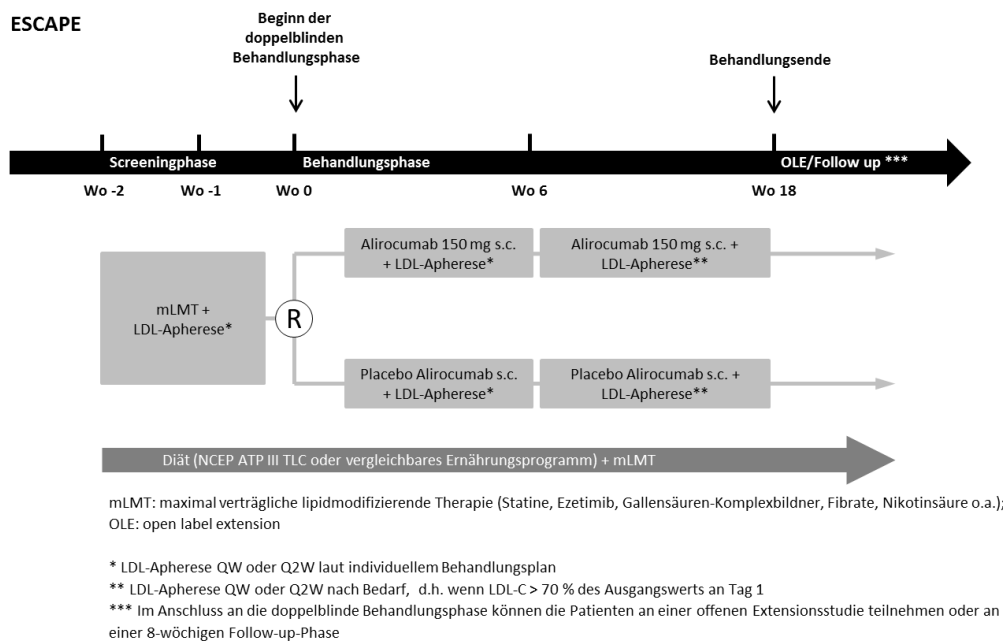 ESCAPE
Beginn der
doppelblinden
Behandlungsphase
Behandlungsende
Screeningphase
Behandlungsphase
OLE/Follow up ***
Wo -2
Wo -1
Wo 0
Wo 6
Wo 18
mLMT +
LDL-Apherese*
R
Alirocumab 150 mg s.c.
+ LDL-Apherese*
Alirocumab 150 mg s.c. +
LDL-Apherese**
Placebo Alirocumab s.c.
+ LDL-Apherese*
Placebo Alirocumab s.c. +
LDL-Apherese**
Diät (NCEP ATP III TLC oder vergleichbares Ernährungsprogramm) + mLMT
mLMT: maximal verträgliche lipidmodifizierende Therapie (Statine, Ezetimib, Gallensäuren-Komplexbildner, Fibrate, Nikotinsäure o.a.);
OLE: open label extension
* LDL-Apherese QW oder Q2W laut individuellem Behandlungsplan
** LDL-Apherese QW oder Q2W nach Bedarf, d.h. wenn LDL-C > 70 % des Ausgangswerts an Tag 1
*** Im Anschluss an die doppelblinde Behandlungsphase können die Patienten an einer offenen Extensionsstudie teilnehmen oder an
einer 8-wöchigen Follow-up-Phase